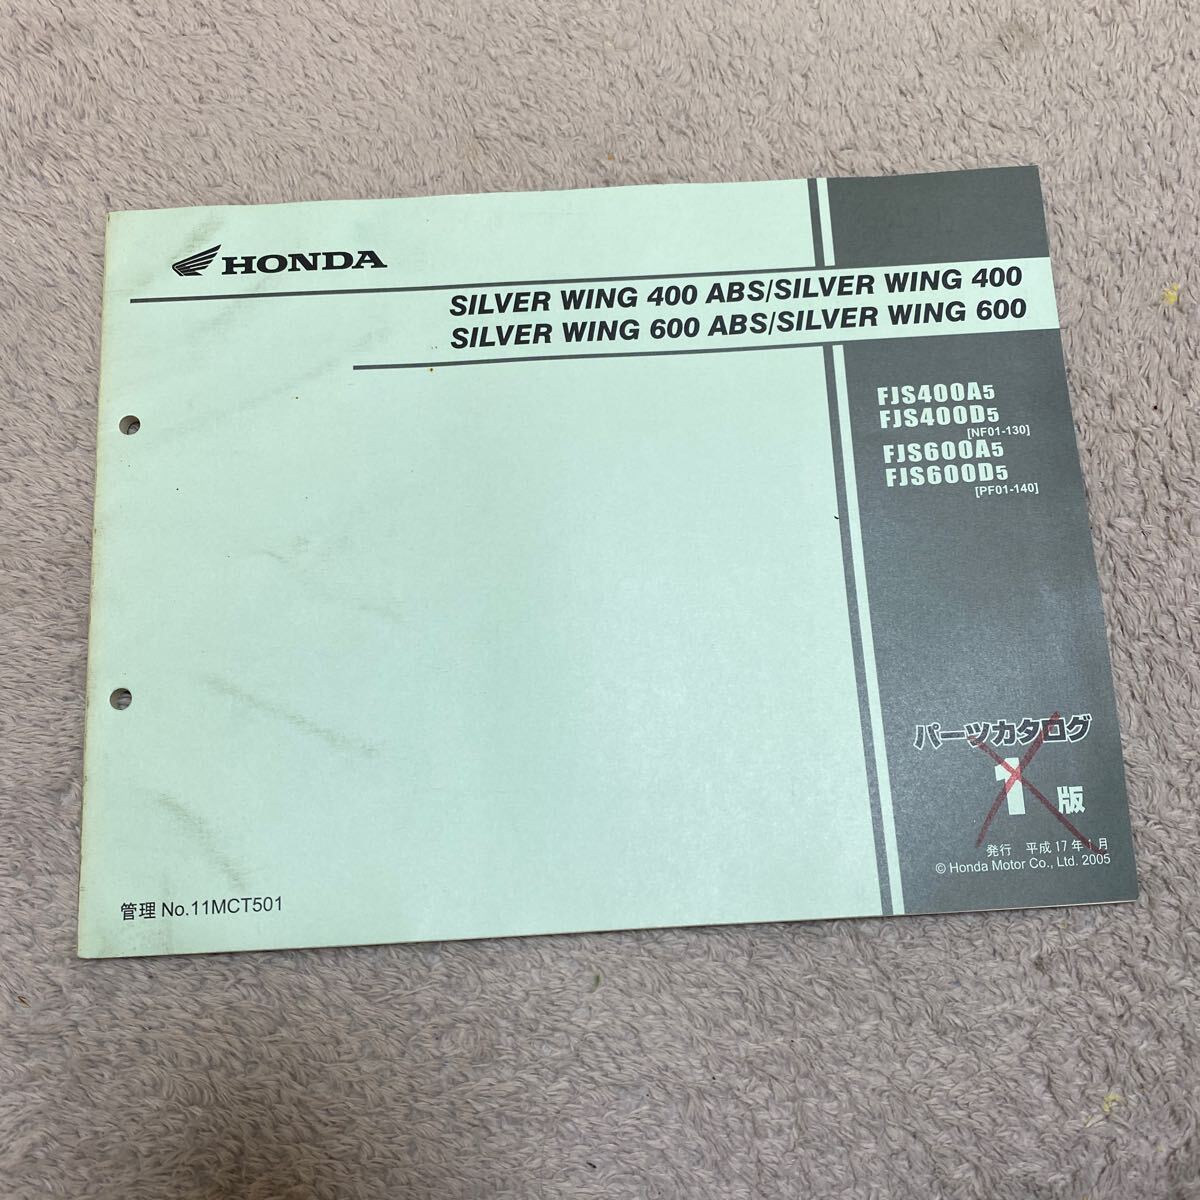 HONDA
SILVER WING 400 ABS/SILVER WING 400
SILVER WING 600 ABS/SILVER WING 600
FJS400A5
FJS400D5
[NF01-130]
FJS600A5
FJS600D5
[PF01-140]
パーツカタログ
1 版
発行 平成17年1月
© Honda Motor Co., Ltd. 2005
管理 No.11MCT501